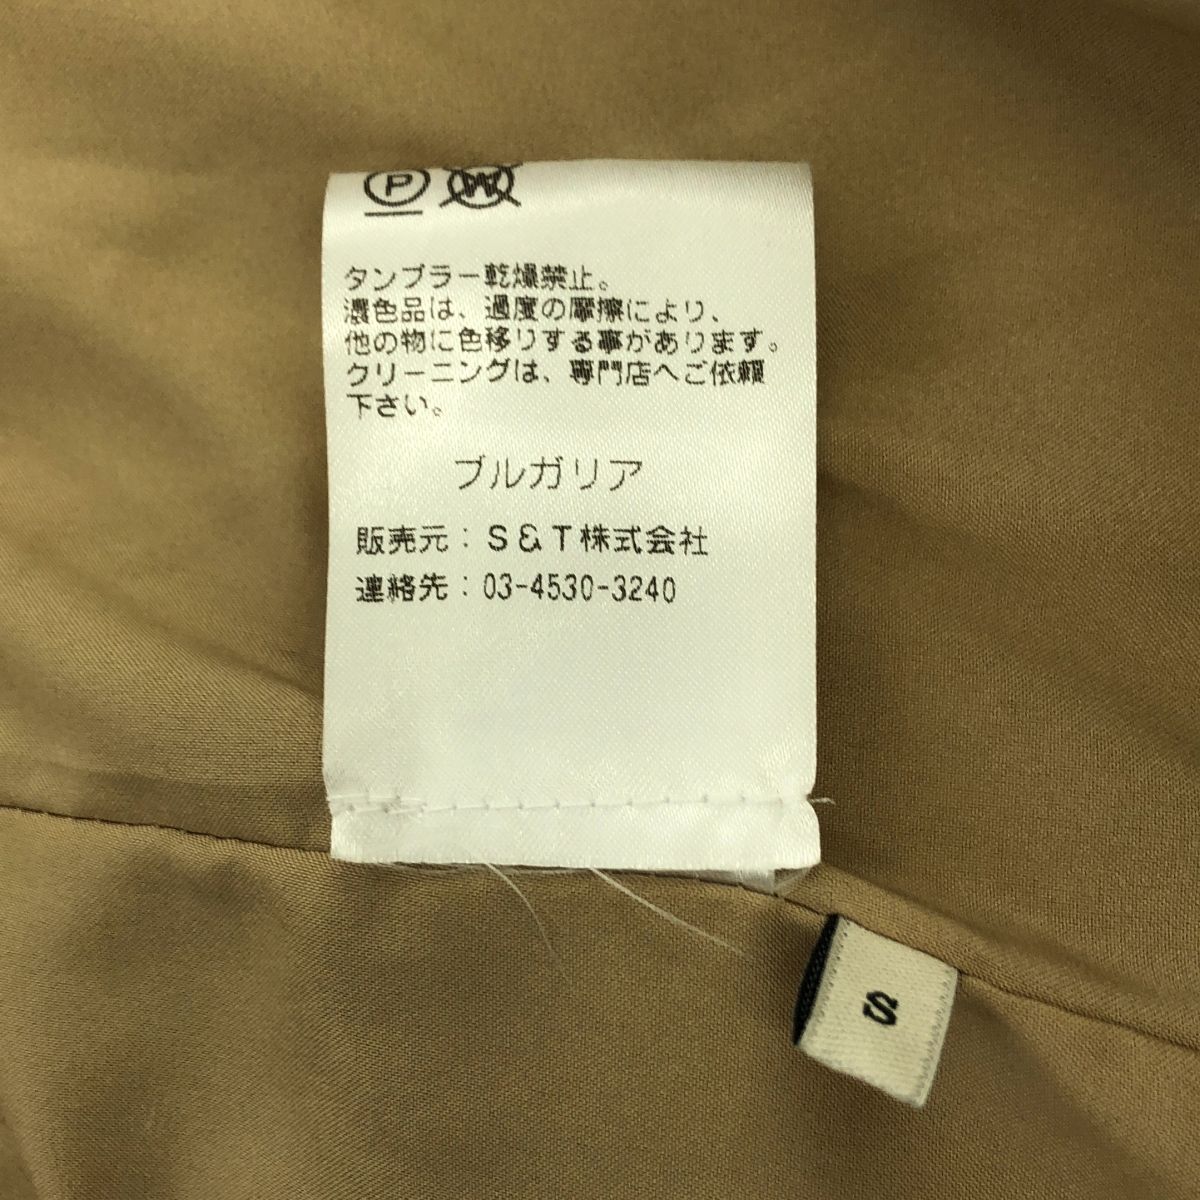 P W
タンブラー乾燥禁止。
濃色品は、過度の摩擦により、
他の物に色移りする事があります。
クリーニングは、専門店へご依頼
下さい。
ブルガリア
販売元：S&T株式会社
連絡先：03-4530-3240
S